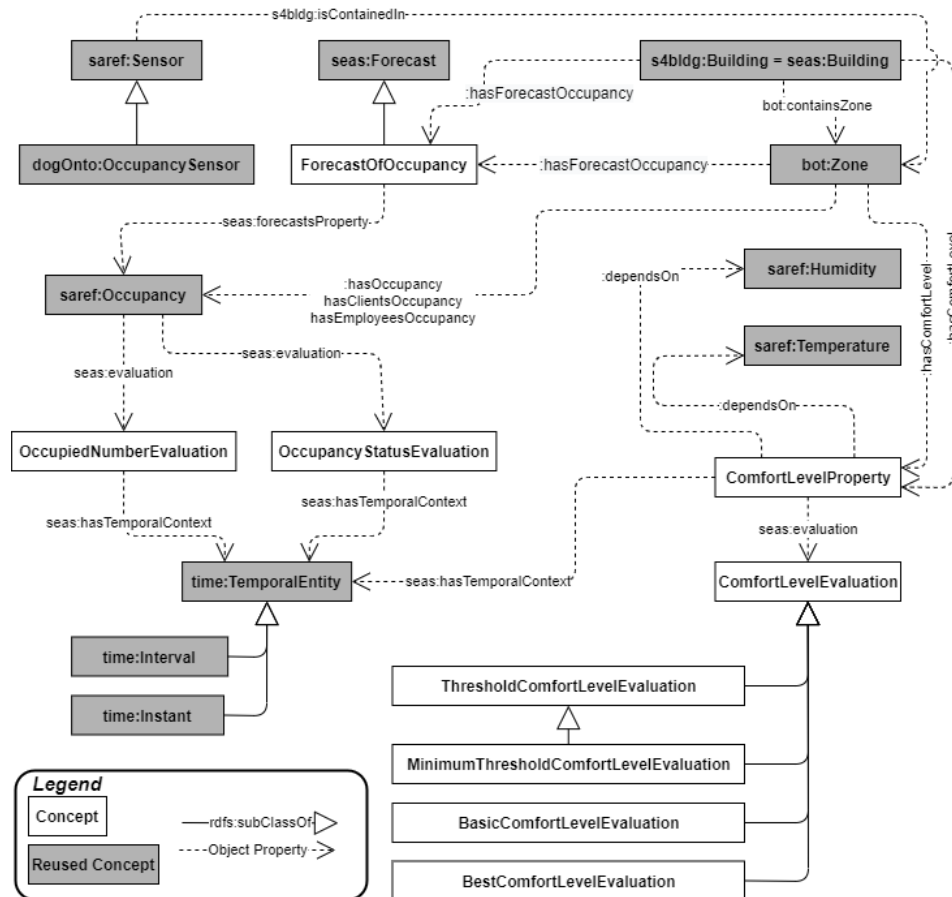 s4bldg:isContainedIn
saref:Sensor
seas:Forecast
s4bldg:Building = seas:Building
:hasForecastOccupancy
bot:containsZone
dogOnto:OccupancySensor
ForecastOfOccupancy
:hasForecastOccupancy
bot:Zone
seas:forecastsProperty
:hasComfortLevel
:hasComfortLevel
saref:Occupancy
:hasOccupancy
hasClientsOccupancy
hasEmployeesOccupancy
:dependsOn
saref:Humidity
seas:evaluation
seas:evaluation
saref:Temperature
:dependsOn
OccupiedNumberEvaluation
OccupancyStatusEvaluation
ComfortLevelProperty
seas:hasTemporalContext
seas:hasTemporalContext
seas:evaluation
time:TemporalEntity
seas:hasTemporalContext
ComfortLevelEvaluation
time:Interval
ThresholdComfortLevelEvaluation
time:Instant
MinimumThresholdComfortLevelEvaluation
BasicComfortLevelEvaluation
BestComfortLevelEvaluation
Legend
Concept
rdfs:subClassOf
Reused Concept
Object Property